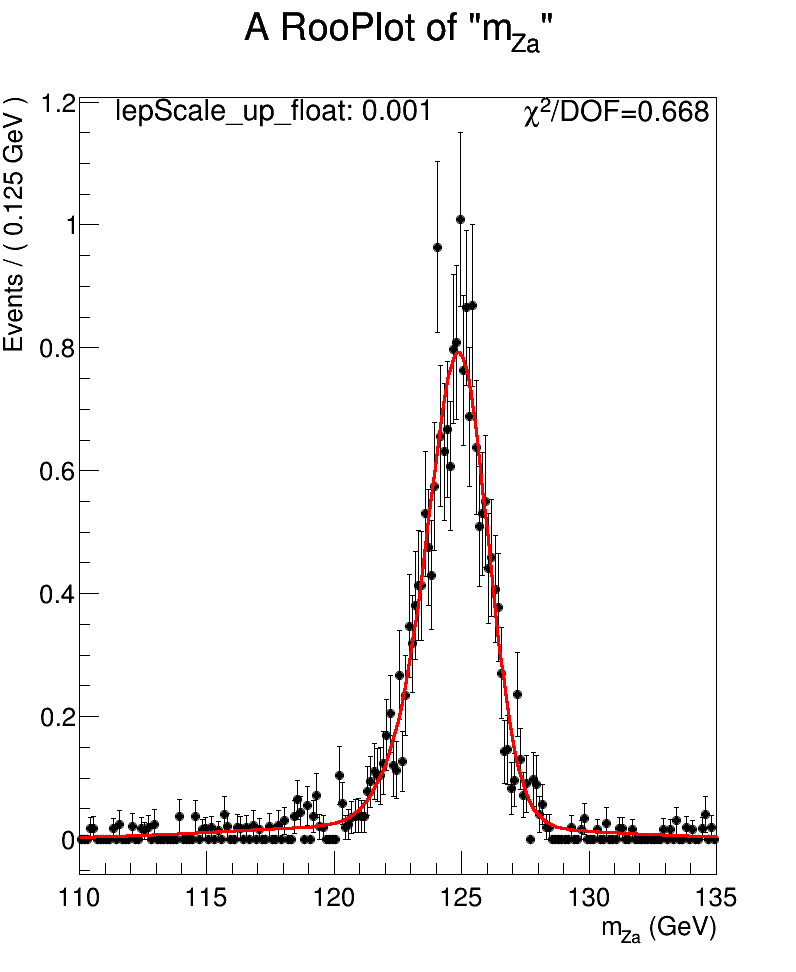 A RooPlot of "mZa"
lepScale_up_float: 0.001
χ²/DOF=0.668
Events / ( 0.125 GeV )
1.2
1
0.8
0.6
0.4
0.2
0
110 115 120 125 130 135
mZa (GeV)